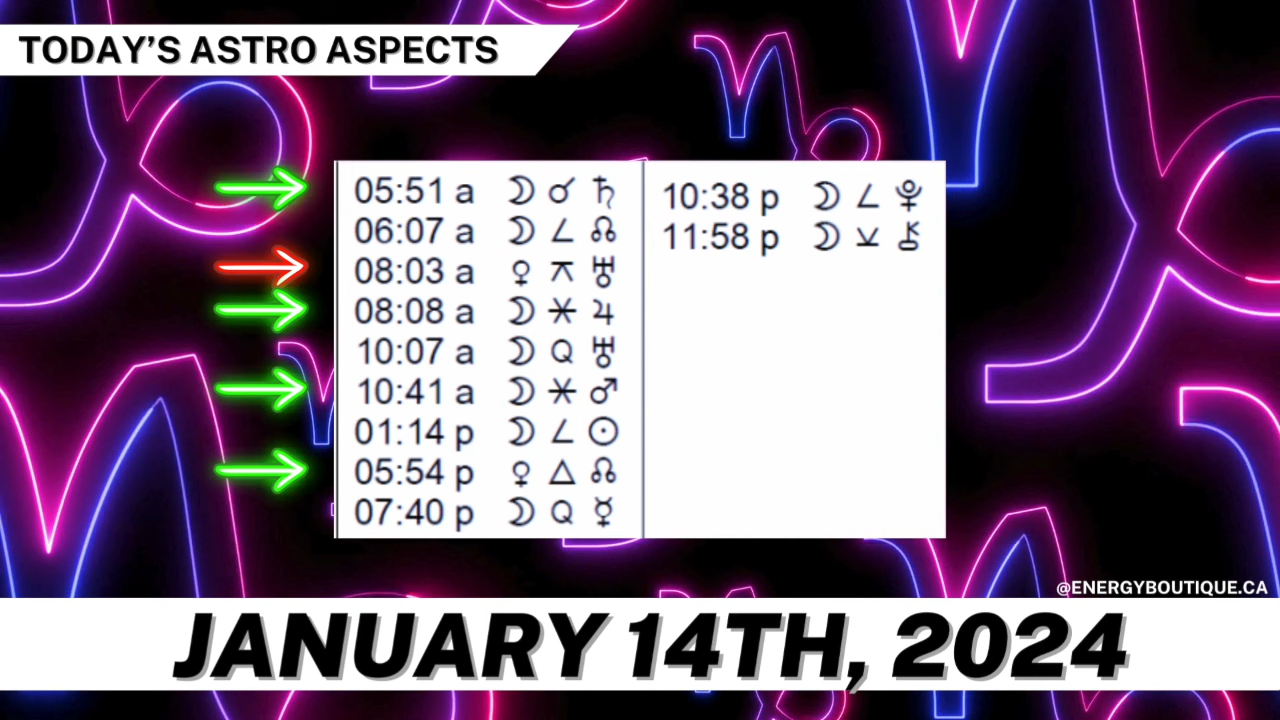 TODAY'S ASTRO ASPECTS
05:51 a ☽ ☌ ♄
06:07 a ☽ ∠ ☊
08:03 a ♀ ⚻ ♅
08:08 a ☽ ⚹ ♃
10:07 a ☽ Q ♅
10:41 a ☽ ⚹ ♂
01:14 p ☽ ∠ ☉
05:54 p ♀ △ ☊
07:40 p ☽ Q ☿
10:38 p ☽ ∠ ♇
11:58 p ☽ ⚺ ⚷
@ENERGYBOUTIQUE.CA
JANUARY 14TH, 2024